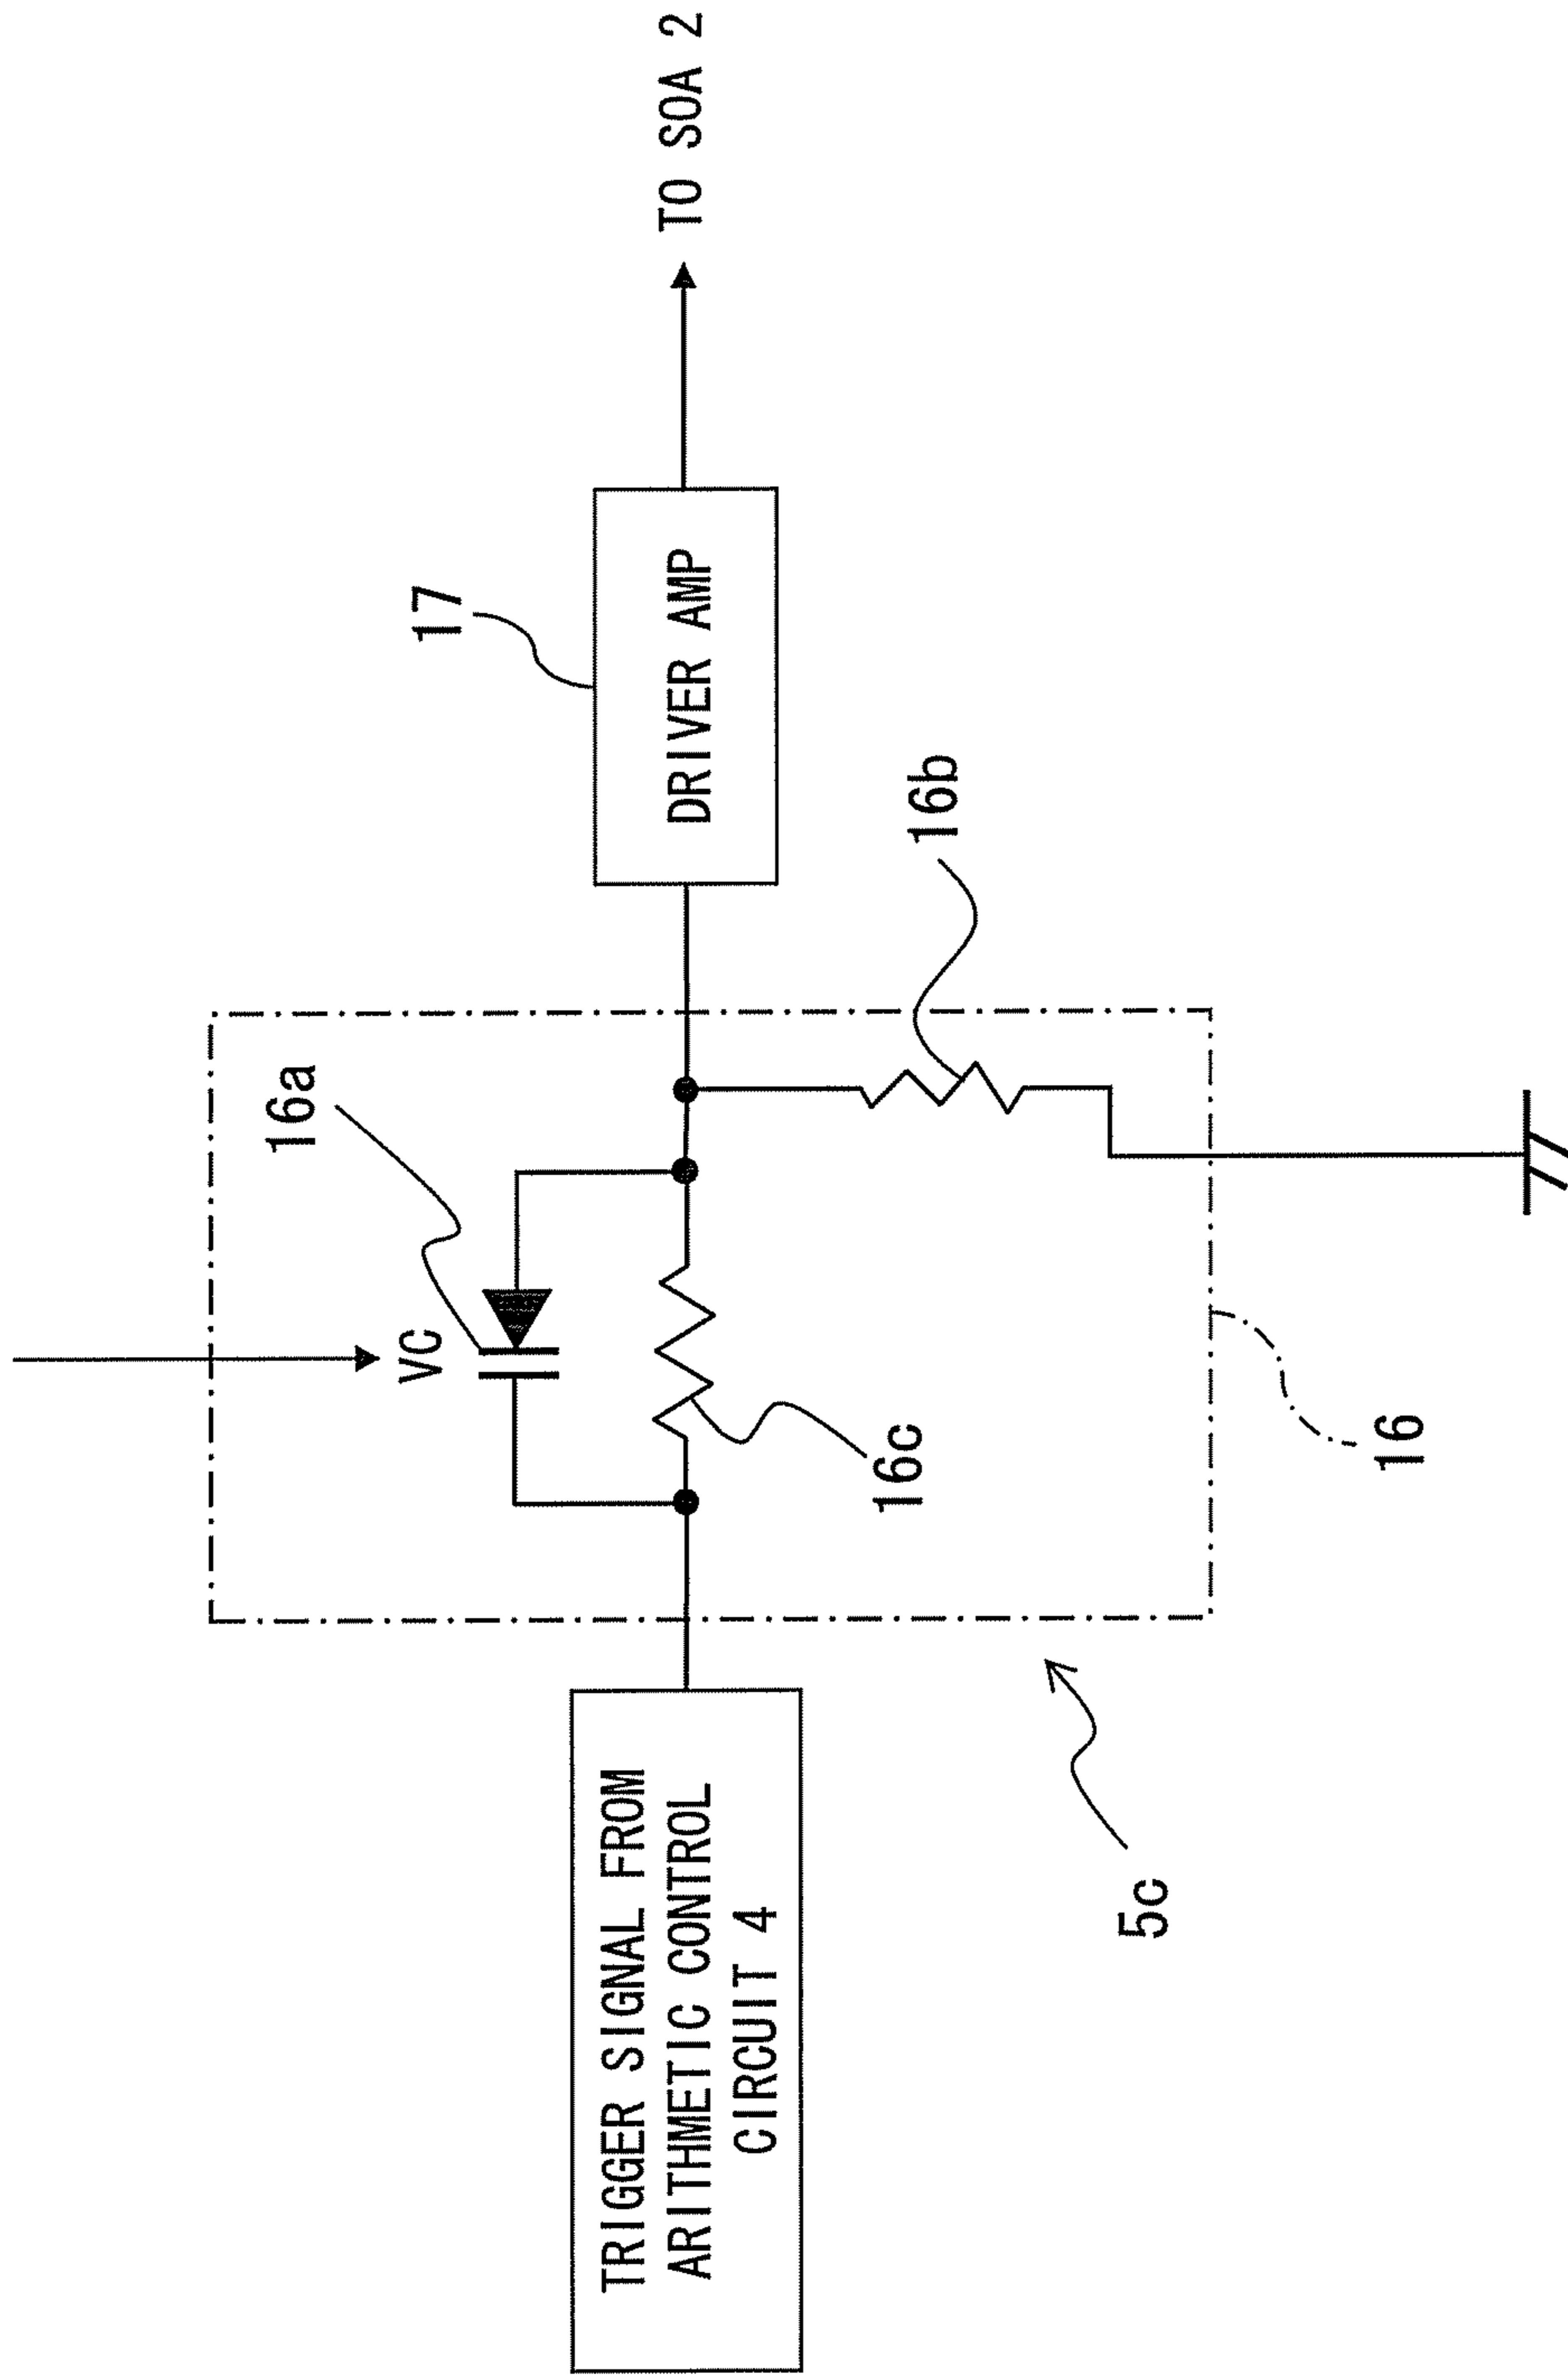 VC
16a
16c
16b
16
17
TRIGGER SIGNAL FROM
ARITHMETIC CONTROL
CIRCUIT 4
DRIVER AMP
TO SOA 2
5c